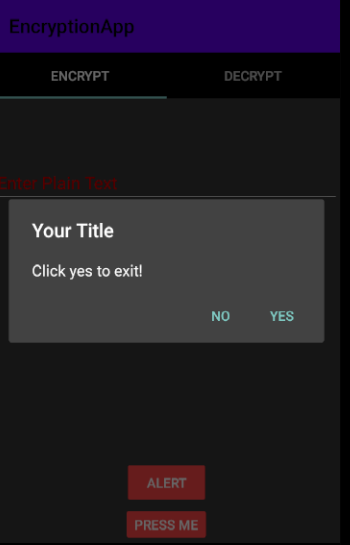 EncryptionApp
ENCRYPT DECRYPT
Enter Plain Text
Your Title
Click yes to exit!
NO YES
ALERT
PRESS ME